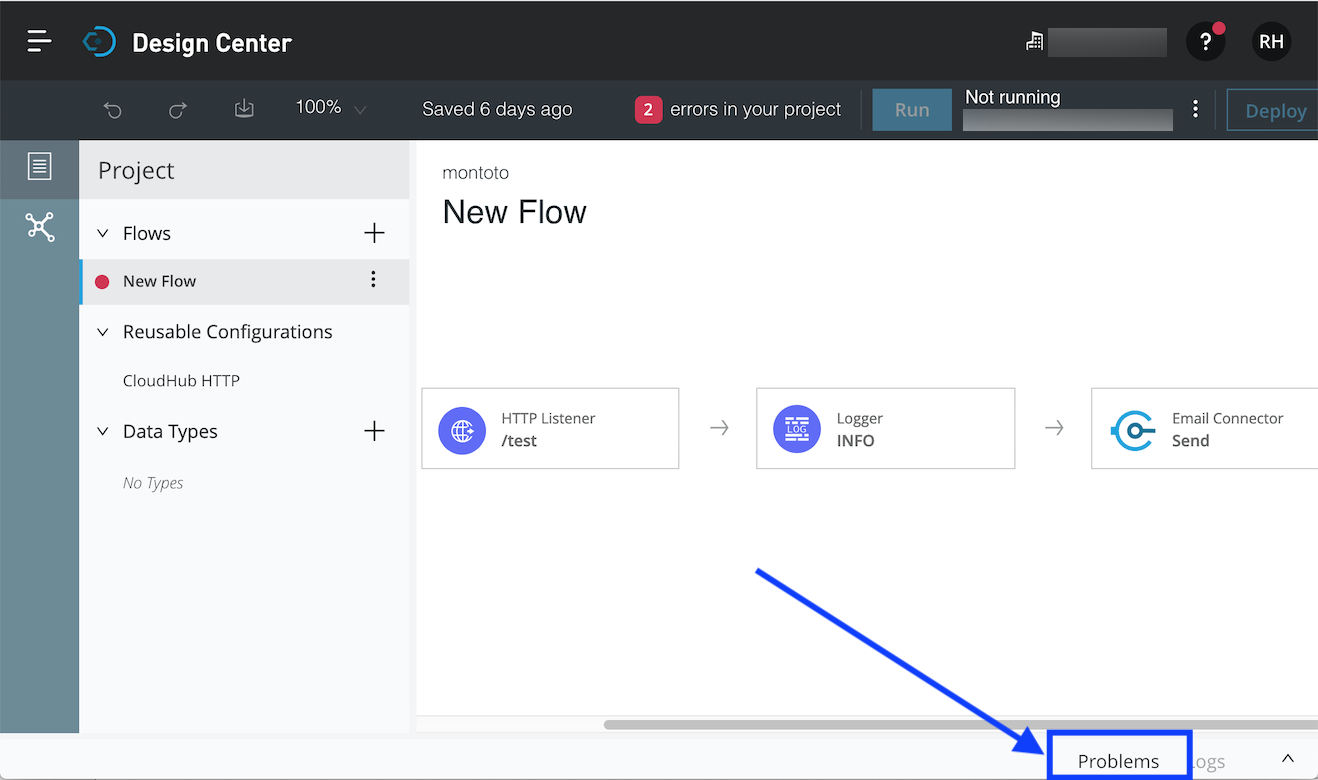 Design Center
?
RH
100%
Saved 6 days ago
2 errors in your project
Run
Not running
Deploy
Project
Flows
New Flow
Reusable Configurations
CloudHub HTTP
Data Types
No Types
montoto
New Flow
HTTP Listener
/test
LOG
Logger
INFO
Email Connector
Send
Problems
ogs